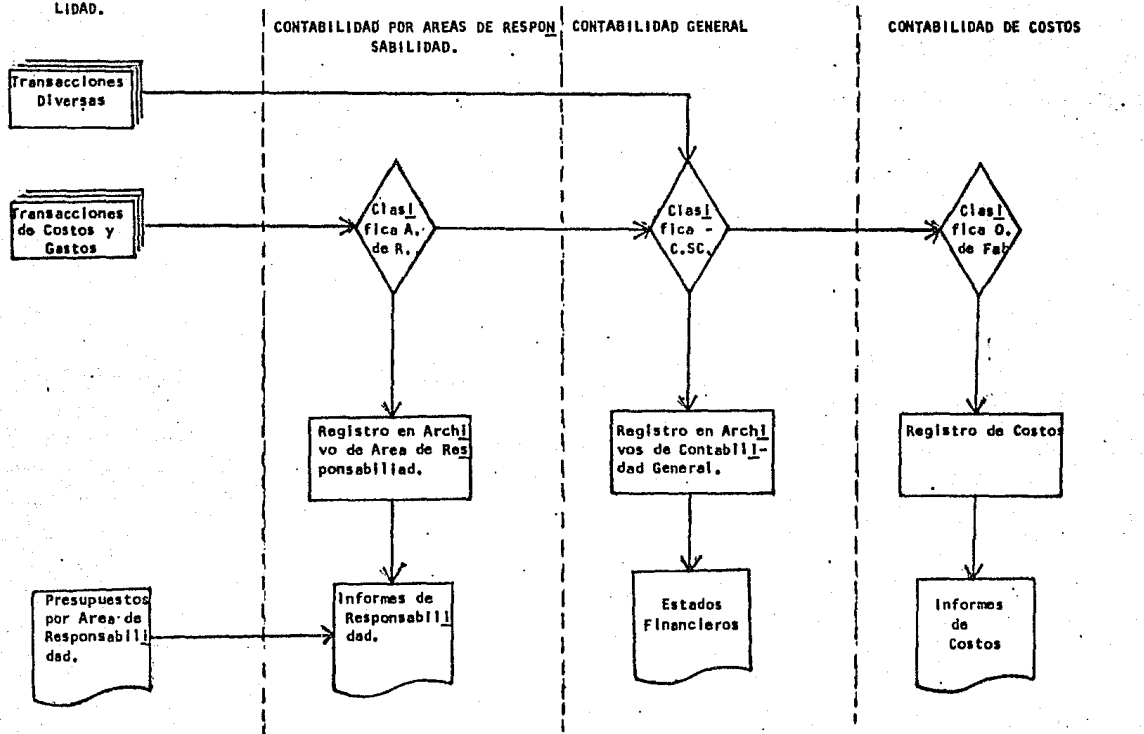 LIDAD.
CONTABILIDAD POR AREAS DE RESPON
SABILIDAD.
CONTABILIDAD GENERAL
CONTABILIDAD DE COSTOS
Transacciones
Diversas
Transacciones
de Costos y
Gastos
Clasi
fica A.
de R.
Clasi
fica -
C.SC.
Clasi
fica O.
de Fab
Registro en Archi
vo de Area de Res
ponsabiliad.
Registro en Archi
vos de Contabili-
dad General.
Registro de Costos
Presupuestos
por Area de
Responsabili
dad.
Informes de
Responsabili
dad.
Estados
Financieros
Informes
de
Costos